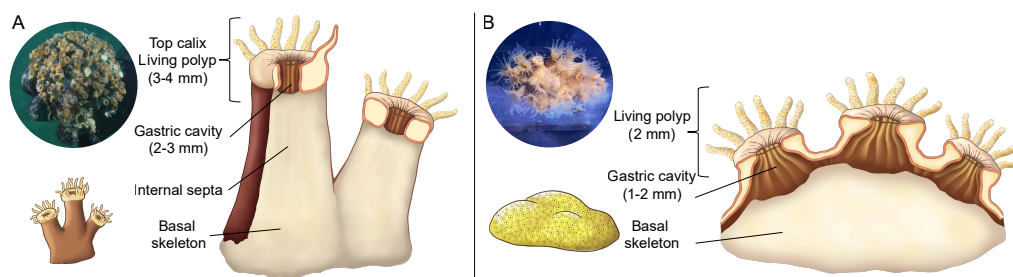 A
Top calix
Living polyp
(3-4 mm)
Gastric cavity
(2-3 mm)
Internal septa
Basal
skeleton
B
Living polyp
(2 mm)
Gastric cavity
(1-2 mm)
Basal
skeleton